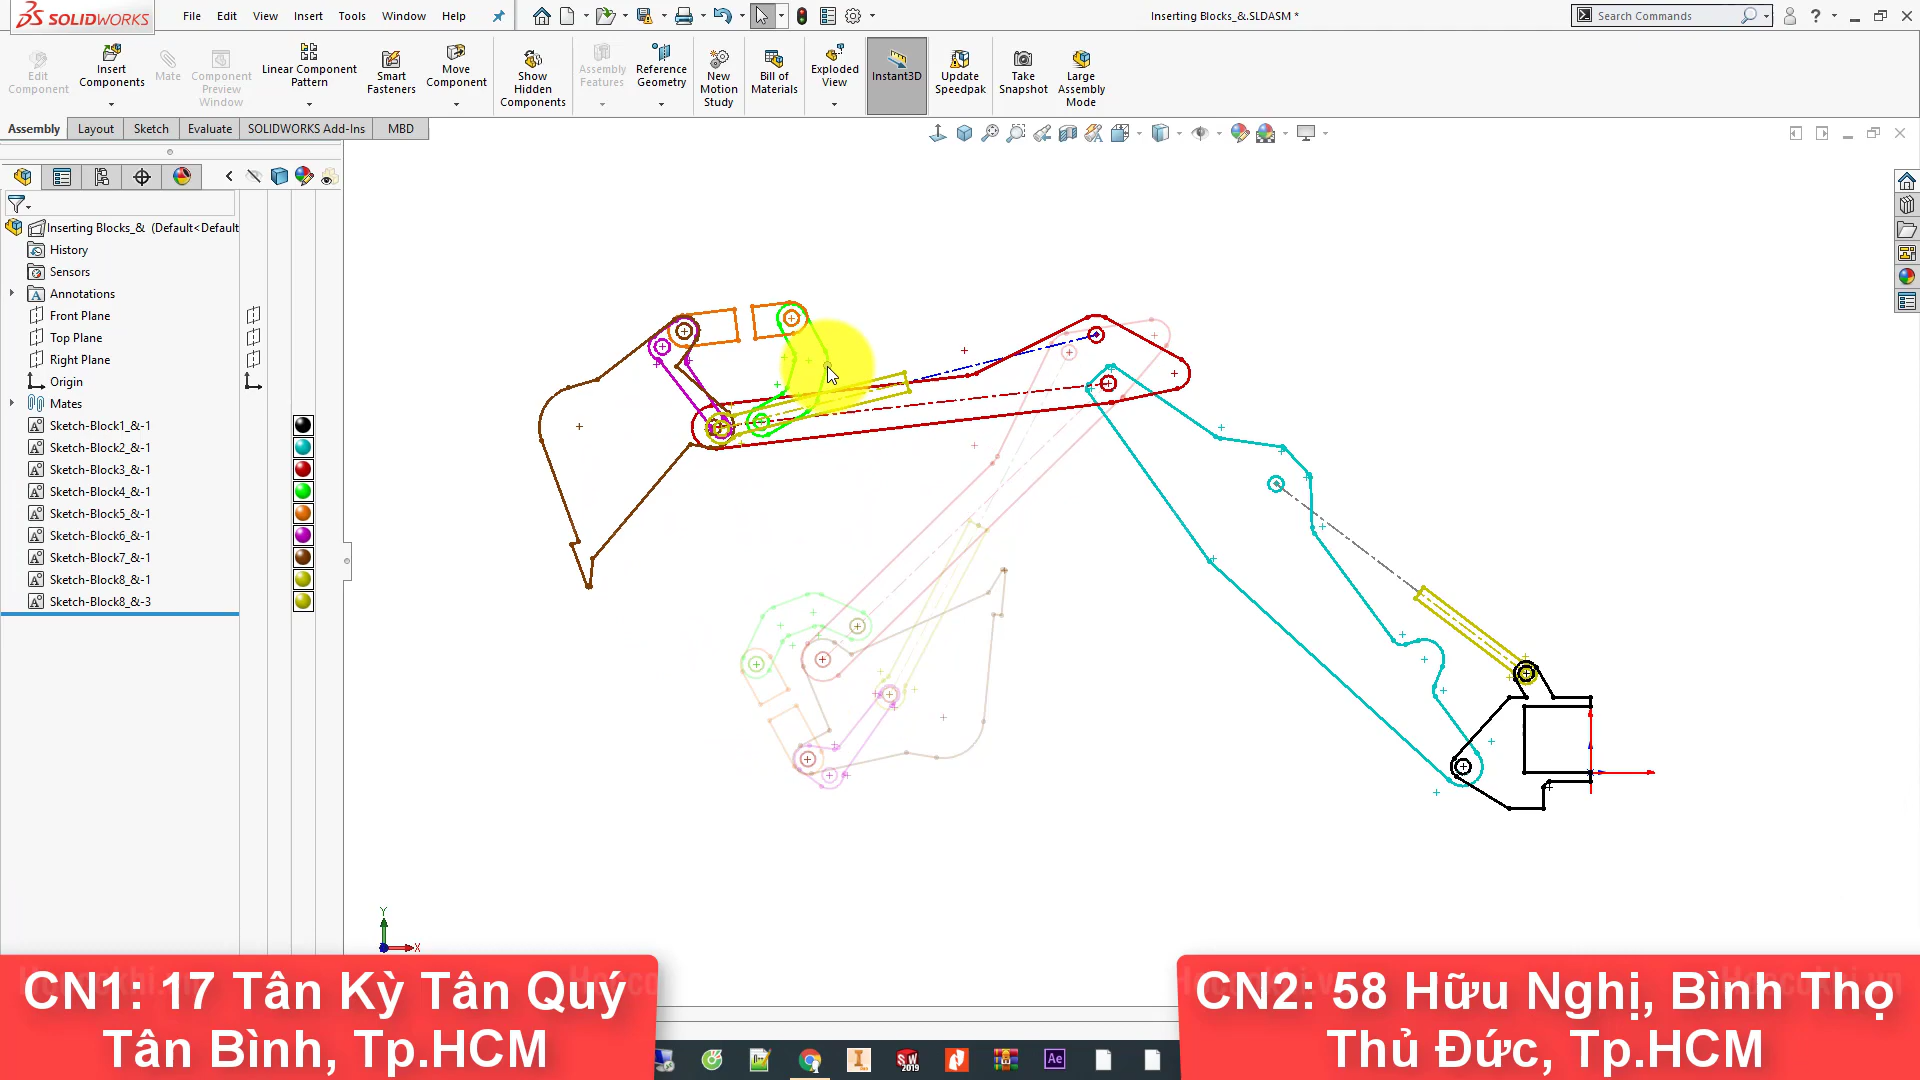 SOLIDWORKS
File Edit View Insert Tools Window Help
Inserting Blocks_&.SLDASM *
Search Commands
Edit Component
Insert Components
Mate
Component Preview Window
Linear Component Pattern
Smart Fasteners
Move Component
Show Hidden Components
Assembly Features
Reference Geometry
New Motion Study
Bill of Materials
Exploded View
Instant3D
Update Speedpak
Take Snapshot
Large Assembly Mode
Assembly Layout Sketch Evaluate SOLIDWORKS Add-Ins MBD
Inserting Blocks_& (Default<Default
History
Sensors
Annotations
Front Plane
Top Plane
Right Plane
Origin
Mates
Sketch-Block1_&-1
Sketch-Block2_&-1
Sketch-Block3_&-1
Sketch-Block4_&-1
Sketch-Block5_&-1
Sketch-Block6_&-1
Sketch-Block7_&-1
Sketch-Block8_&-1
Sketch-Block8_&-3
Y
X
CN1: 17 Tân Kỳ Tân Quý
Tân Bình, Tp.HCM
CN2: 58 Hữu Nghị, Bình Thọ
Thủ Đức, Tp.HCM
SW
2019
Ae